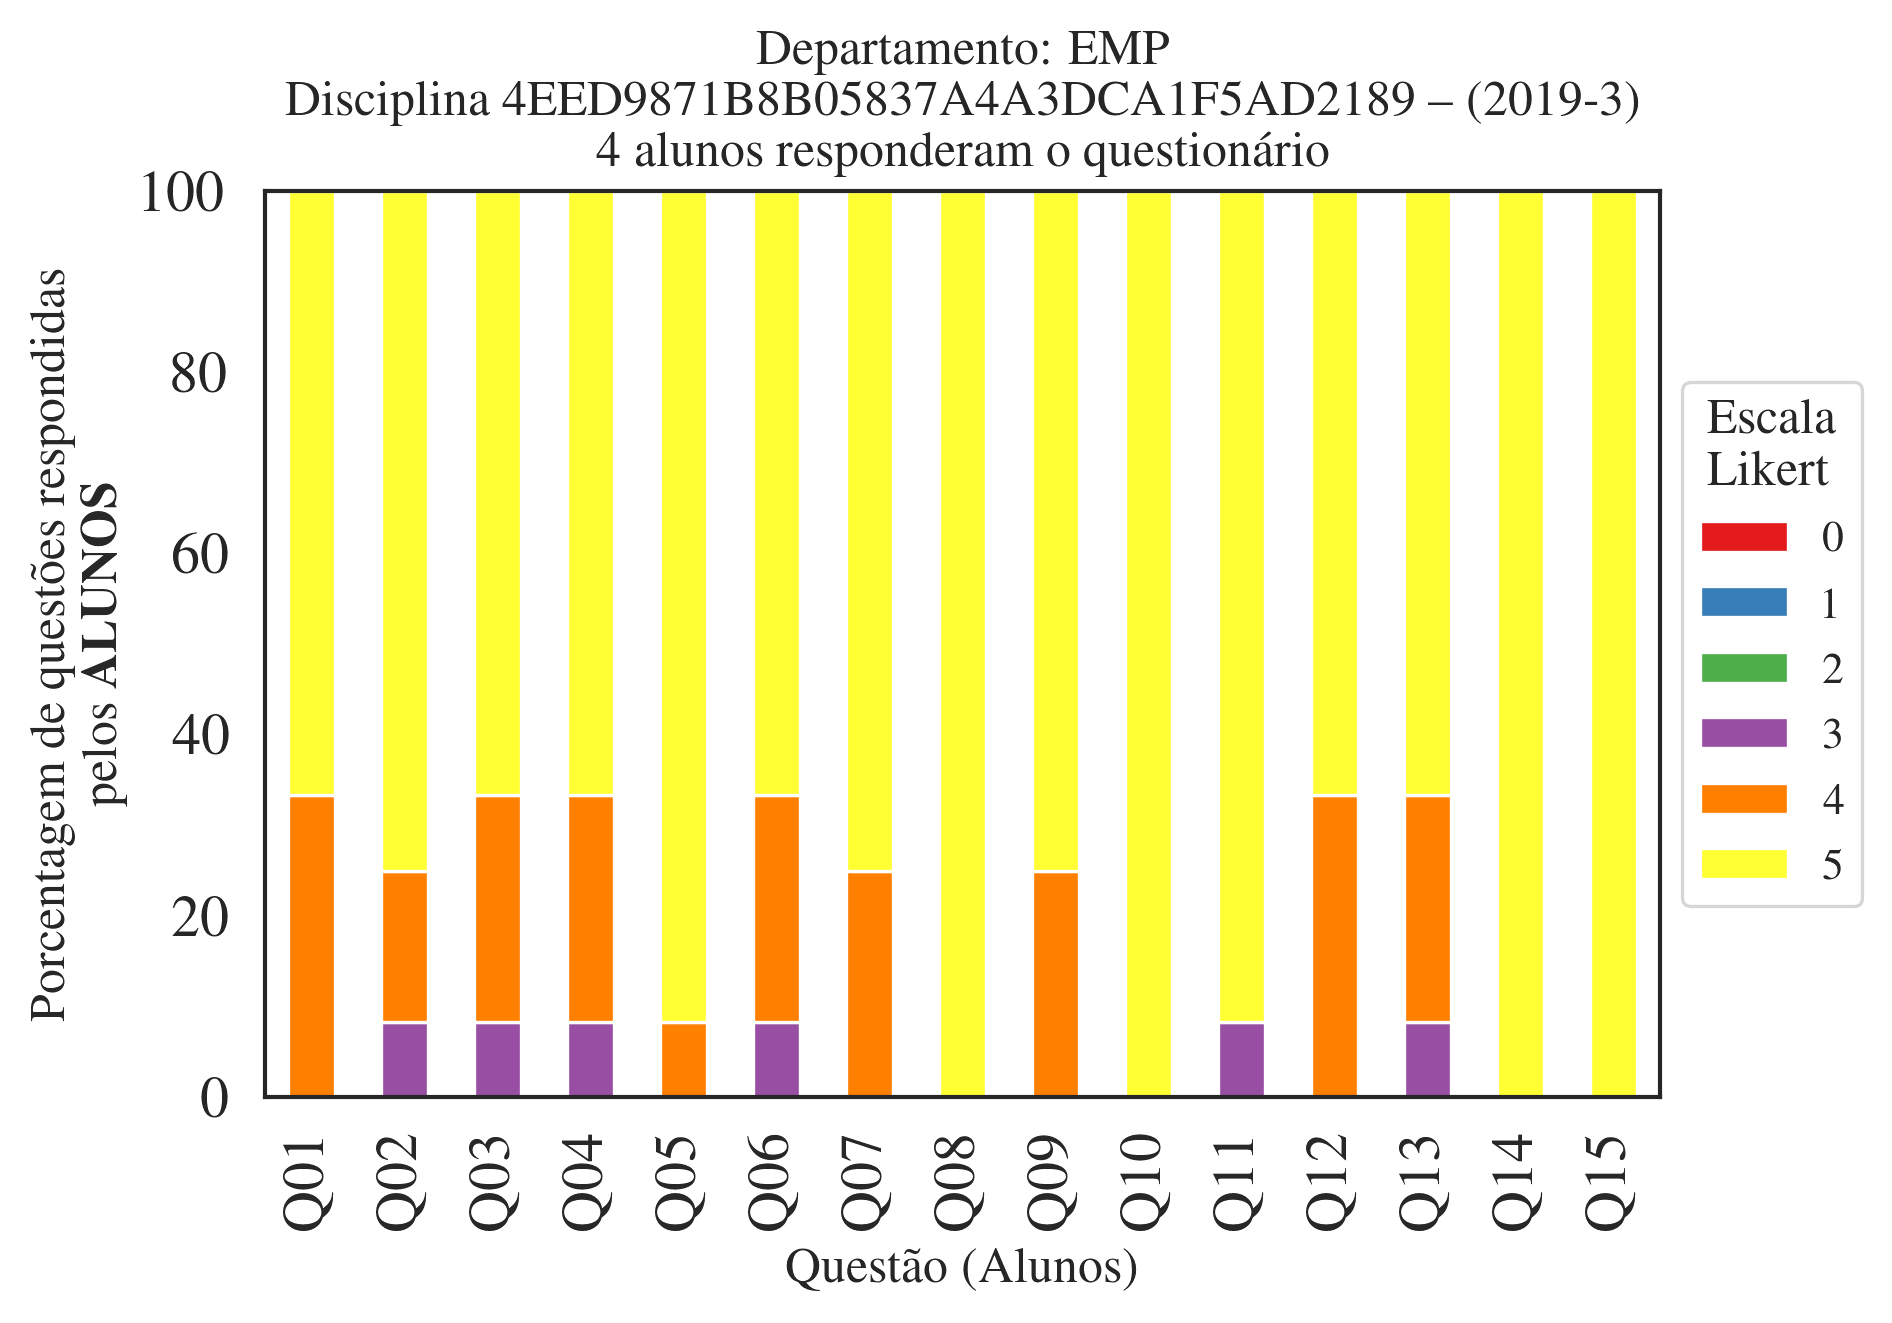 Departamento: EMP
Disciplina 4EED9871B8B05837A4A3DCA1F5AD2189 – (2019-3)
4 alunos responderam o questionário
Porcentagem de questões respondidas
pelos ALUNOS
100
80
60
40
20
0
Q01
Q02
Q03
Q04
Q05
Q06
Q07
Q08
Q09
Q10
Q11
Q12
Q13
Q14
Q15
Questão (Alunos)
Escala
Likert
0
1
2
3
4
5